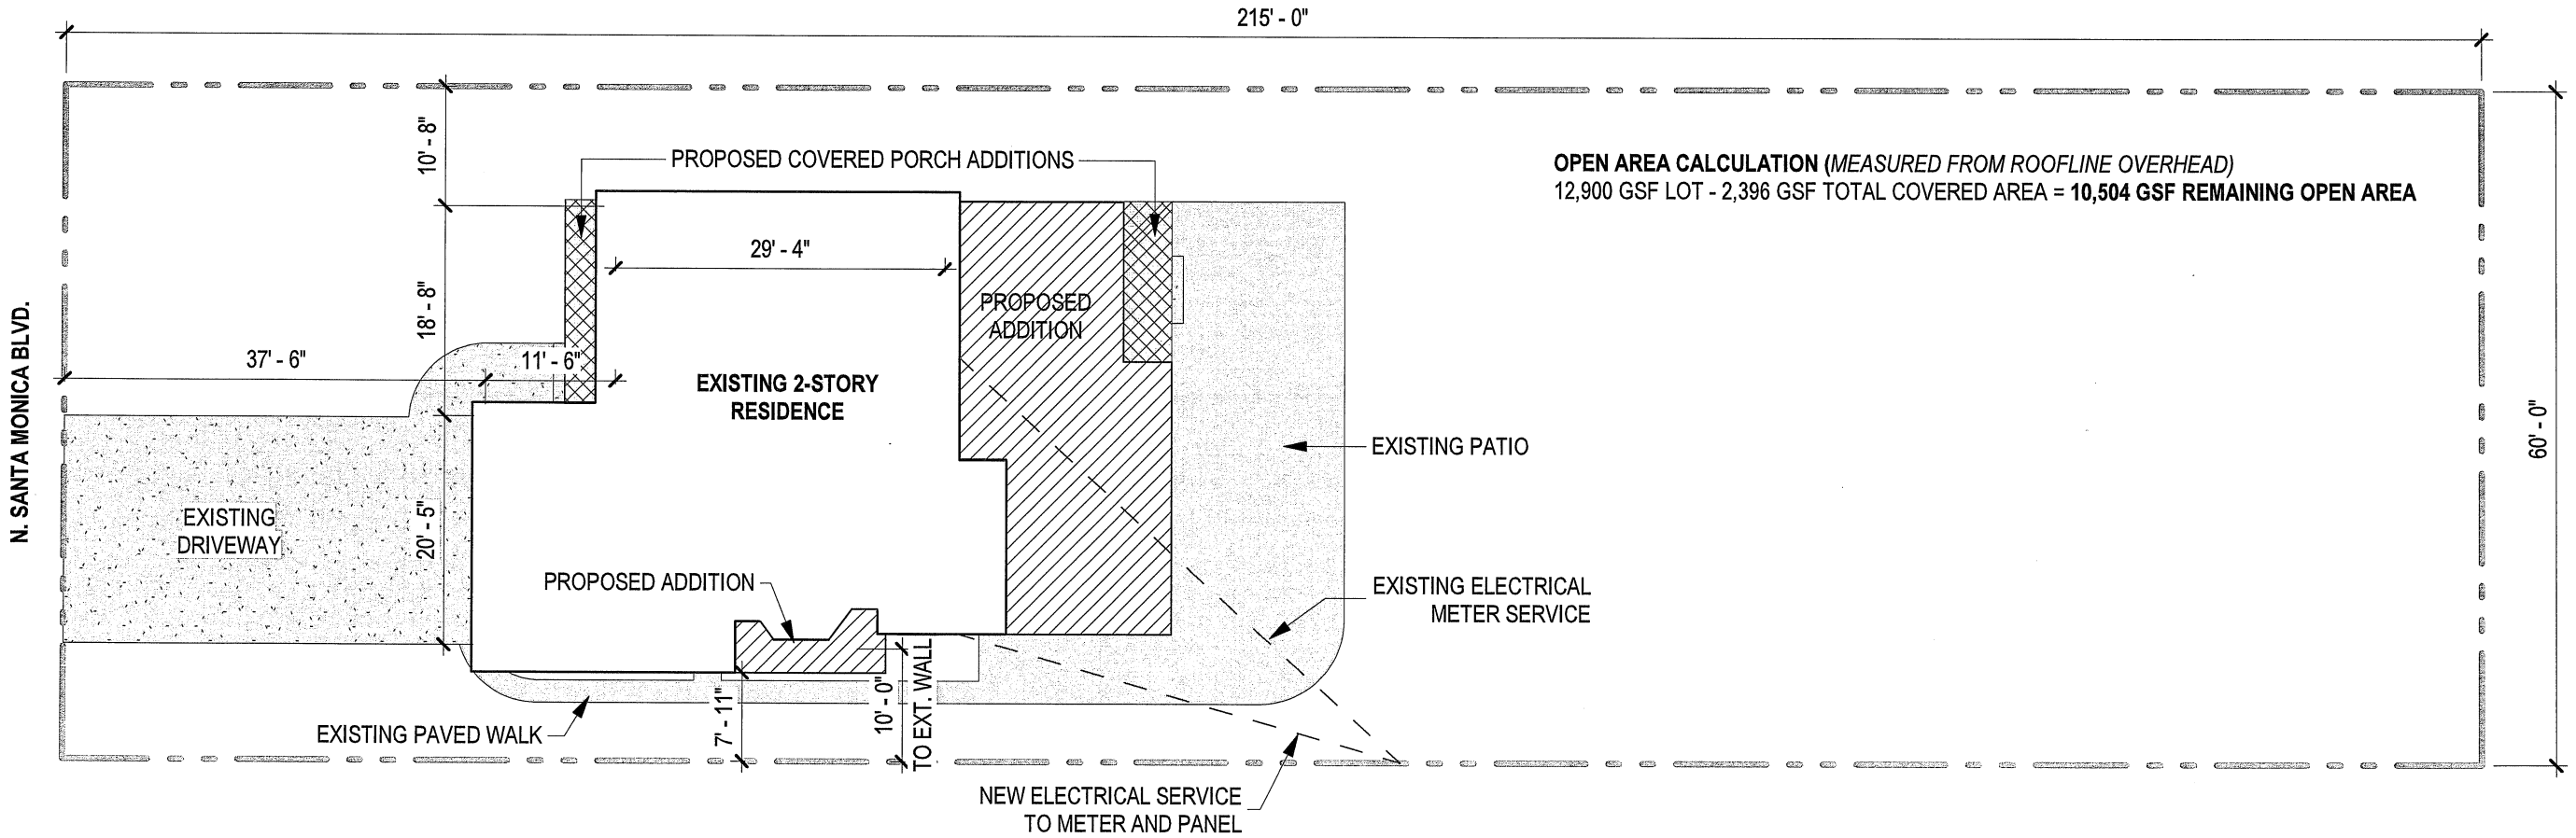 215' - 0"
10' - 8"
PROPOSED COVERED PORCH ADDITIONS
OPEN AREA CALCULATION (MEASURED FROM ROOFLINE OVERHEAD)
12,900 GSF LOT - 2,396 GSF TOTAL COVERED AREA = 10,504 GSF REMAINING OPEN AREA
29' - 4"
18' - 8"
PROPOSED
ADDITION
N. SANTA MONICA BLVD.
37' - 6"
11' - 6"
EXISTING 2-STORY
RESIDENCE
EXISTING PATIO
60' - 0"
EXISTING
DRIVEWAY
20' - 5"
PROPOSED ADDITION
EXISTING ELECTRICAL
METER SERVICE
7' - 11"
10' - 0"
TO EXT. WALL
EXISTING PAVED WALK
NEW ELECTRICAL SERVICE
TO METER AND PANEL